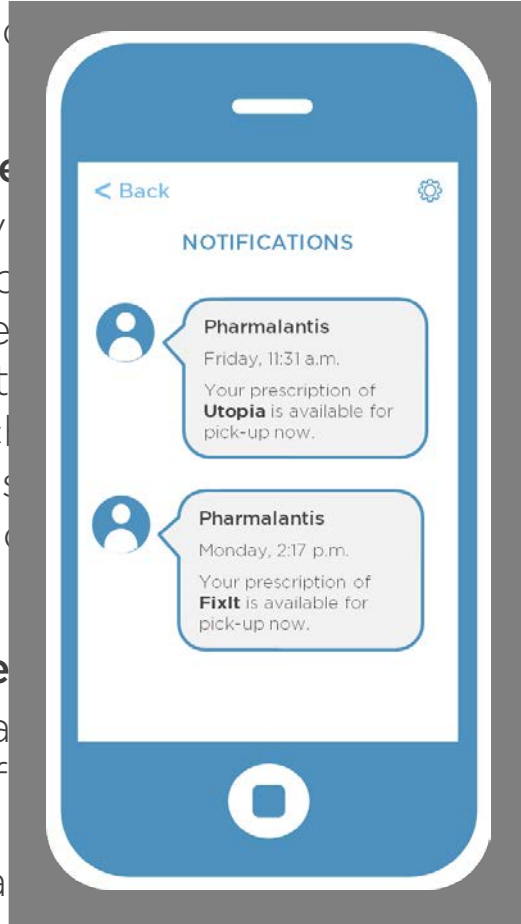 < Back
NOTIFICATIONS
Pharmalantis
Friday, 11:31 a.m.
Your prescription of
Utopia is available for
pick-up now.
Pharmalantis
Monday, 2:17 p.m.
Your prescription of
FixIt is available for
pick-up now.